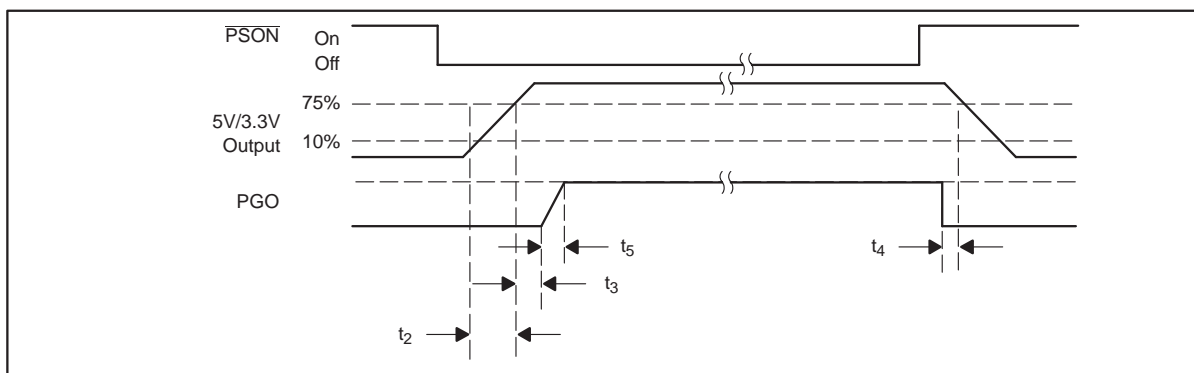 PSON On
Off
75%
5V/3.3V
Output 10%
PGO
t5
t4
t3
t2